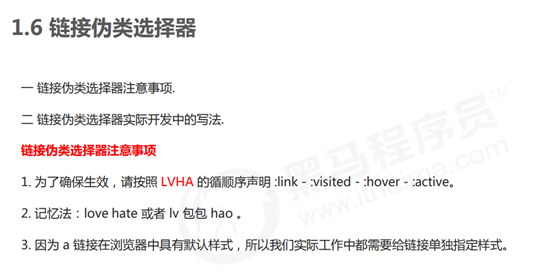 1.6 链接伪类选择器
一 链接伪类选择器注意事项.
二 链接伪类选择器实际开发中的写法.
链接伪类选择器注意事项
1. 为了确保生效，请按照 LVHA 的循顺序声明 :link - :visited - :hover - :active。
2. 记忆法：love hate 或者 lv 包包 hao 。
3. 因为 a 链接在浏览器中具有默认样式，所以我们实际工作中都需要给链接单独指定样式。
黑马程序员™
www.itheima.com